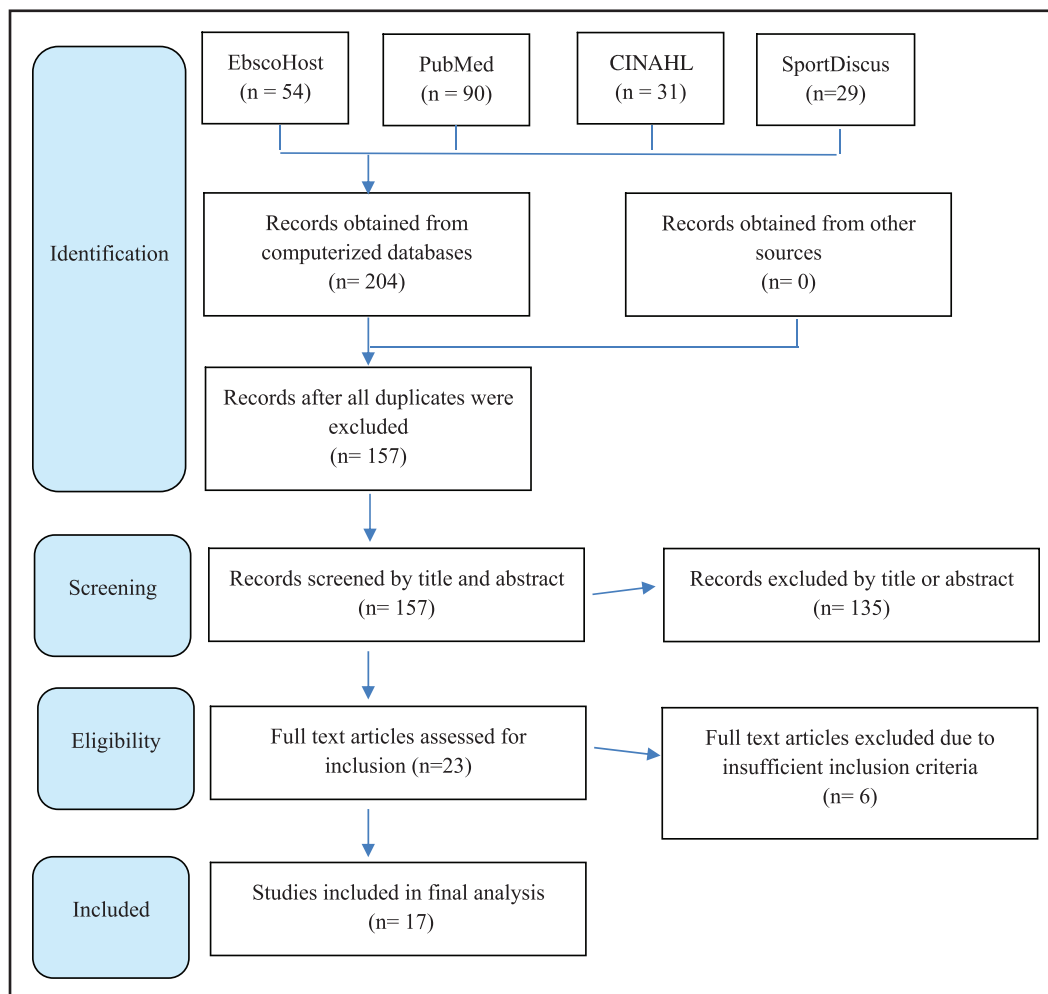 EbscoHost
(n = 54)
PubMed
(n = 90)
CINAHL
(n = 31)
SportDiscus
(n=29)
Identification
Records obtained from
computerized databases
(n= 204)
Records obtained from other
sources
(n= 0)
Records after all duplicates were
excluded
(n= 157)
Screening
Records screened by title and abstract
(n= 157)
Records excluded by title or abstract
(n= 135)
Eligibility
Full text articles assessed for
inclusion (n=23)
Full text articles excluded due to
insufficient inclusion criteria
(n= 6)
Included
Studies included in final analysis
(n= 17)